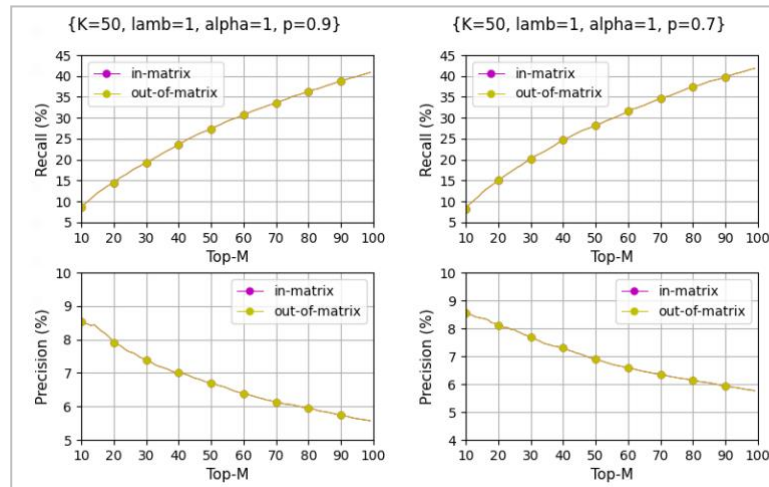 {K=50, lamb=1, alpha=1, p=0.9}
45
40
35
30
25
20
15
10
5
Recall (%)
in-matrix
out-of-matrix
10 20 30 40 50 60 70 80 90 100
Top-M
{K=50, lamb=1, alpha=1, p=0.7}
45
40
35
30
25
20
15
10
5
Recall (%)
in-matrix
out-of-matrix
10 20 30 40 50 60 70 80 90 100
Top-M
10
9
8
7
6
5
Precision (%)
in-matrix
out-of-matrix
10 20 30 40 50 60 70 80 90 100
Top-M
10
9
8
7
6
5
4
Precision (%)
in-matrix
out-of-matrix
10 20 30 40 50 60 70 80 90 100
Top-M